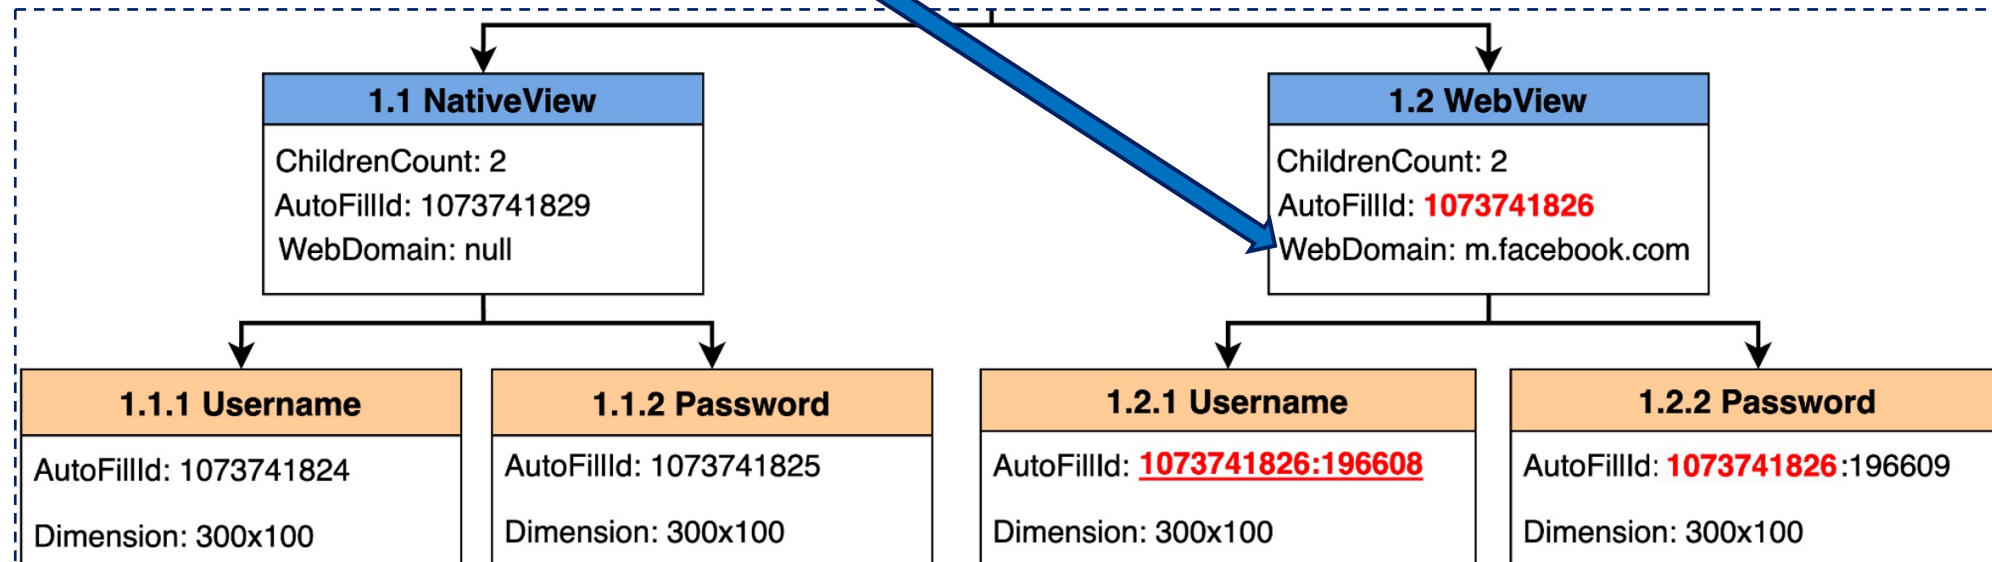 1.1 NativeView
ChildrenCount: 2
AutoFillId: 1073741829
WebDomain: null
1.2 WebView
ChildrenCount: 2
AutoFillId: 1073741826
WebDomain: m.facebook.com
1.1.1 Username
AutoFillId: 1073741824
Dimension: 300x100
1.1.2 Password
AutoFillId: 1073741825
Dimension: 300x100
1.2.1 Username
AutoFillId: 1073741826:196608
Dimension: 300x100
1.2.2 Password
AutoFillId: 1073741826:196609
Dimension: 300x100